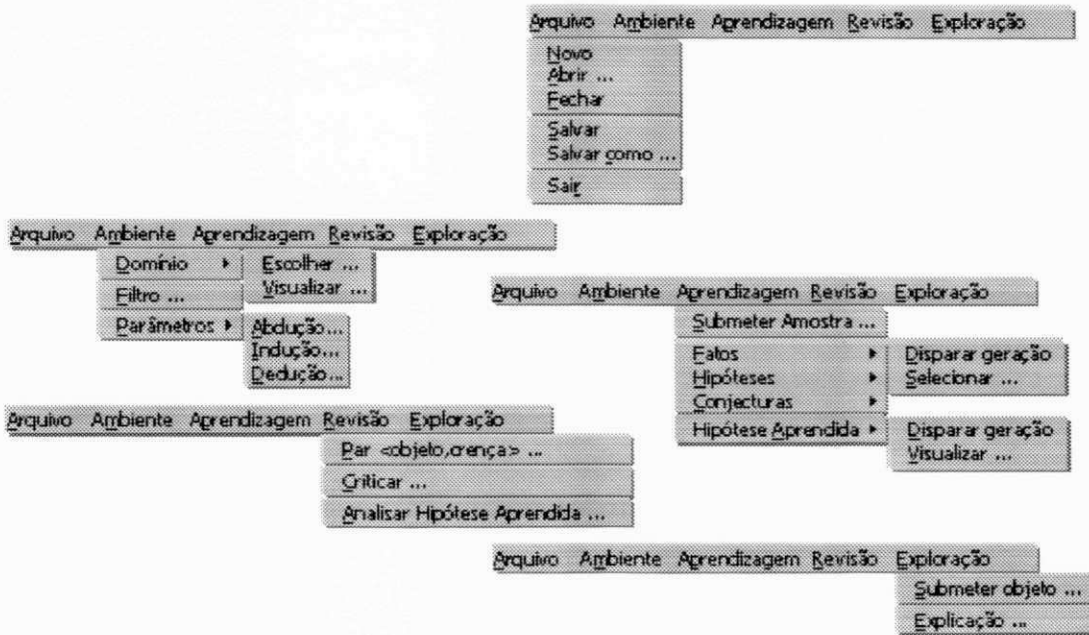 Arquivo Ambiente Aprendizagem Revisão Exploração
Novo
Abrir ...
Fechar
Salvar
Salvar como ...
Sair
Arquivo Ambiente Aprendizagem Revisão Exploração
Domínio
Escolher ...
Visualizar ...
Filtro ...
Parâmetros
Abdução...
Indução...
Dedução...
Arquivo Ambiente Aprendizagem Revisão Exploração
Submeter Amostra ...
Fatos
Disparar geração
Hipóteses
Selecionar ...
Conjecturas
Hipótese Aprendida
Disparar geração
Visualizar ...
Arquivo Ambiente Aprendizagem Revisão Exploração
Par <objeto,crença> ...
Criticar ...
Analisar Hipótese Aprendida ...
Arquivo Ambiente Aprendizagem Revisão Exploração
Submeter objeto ...
Explicação ...